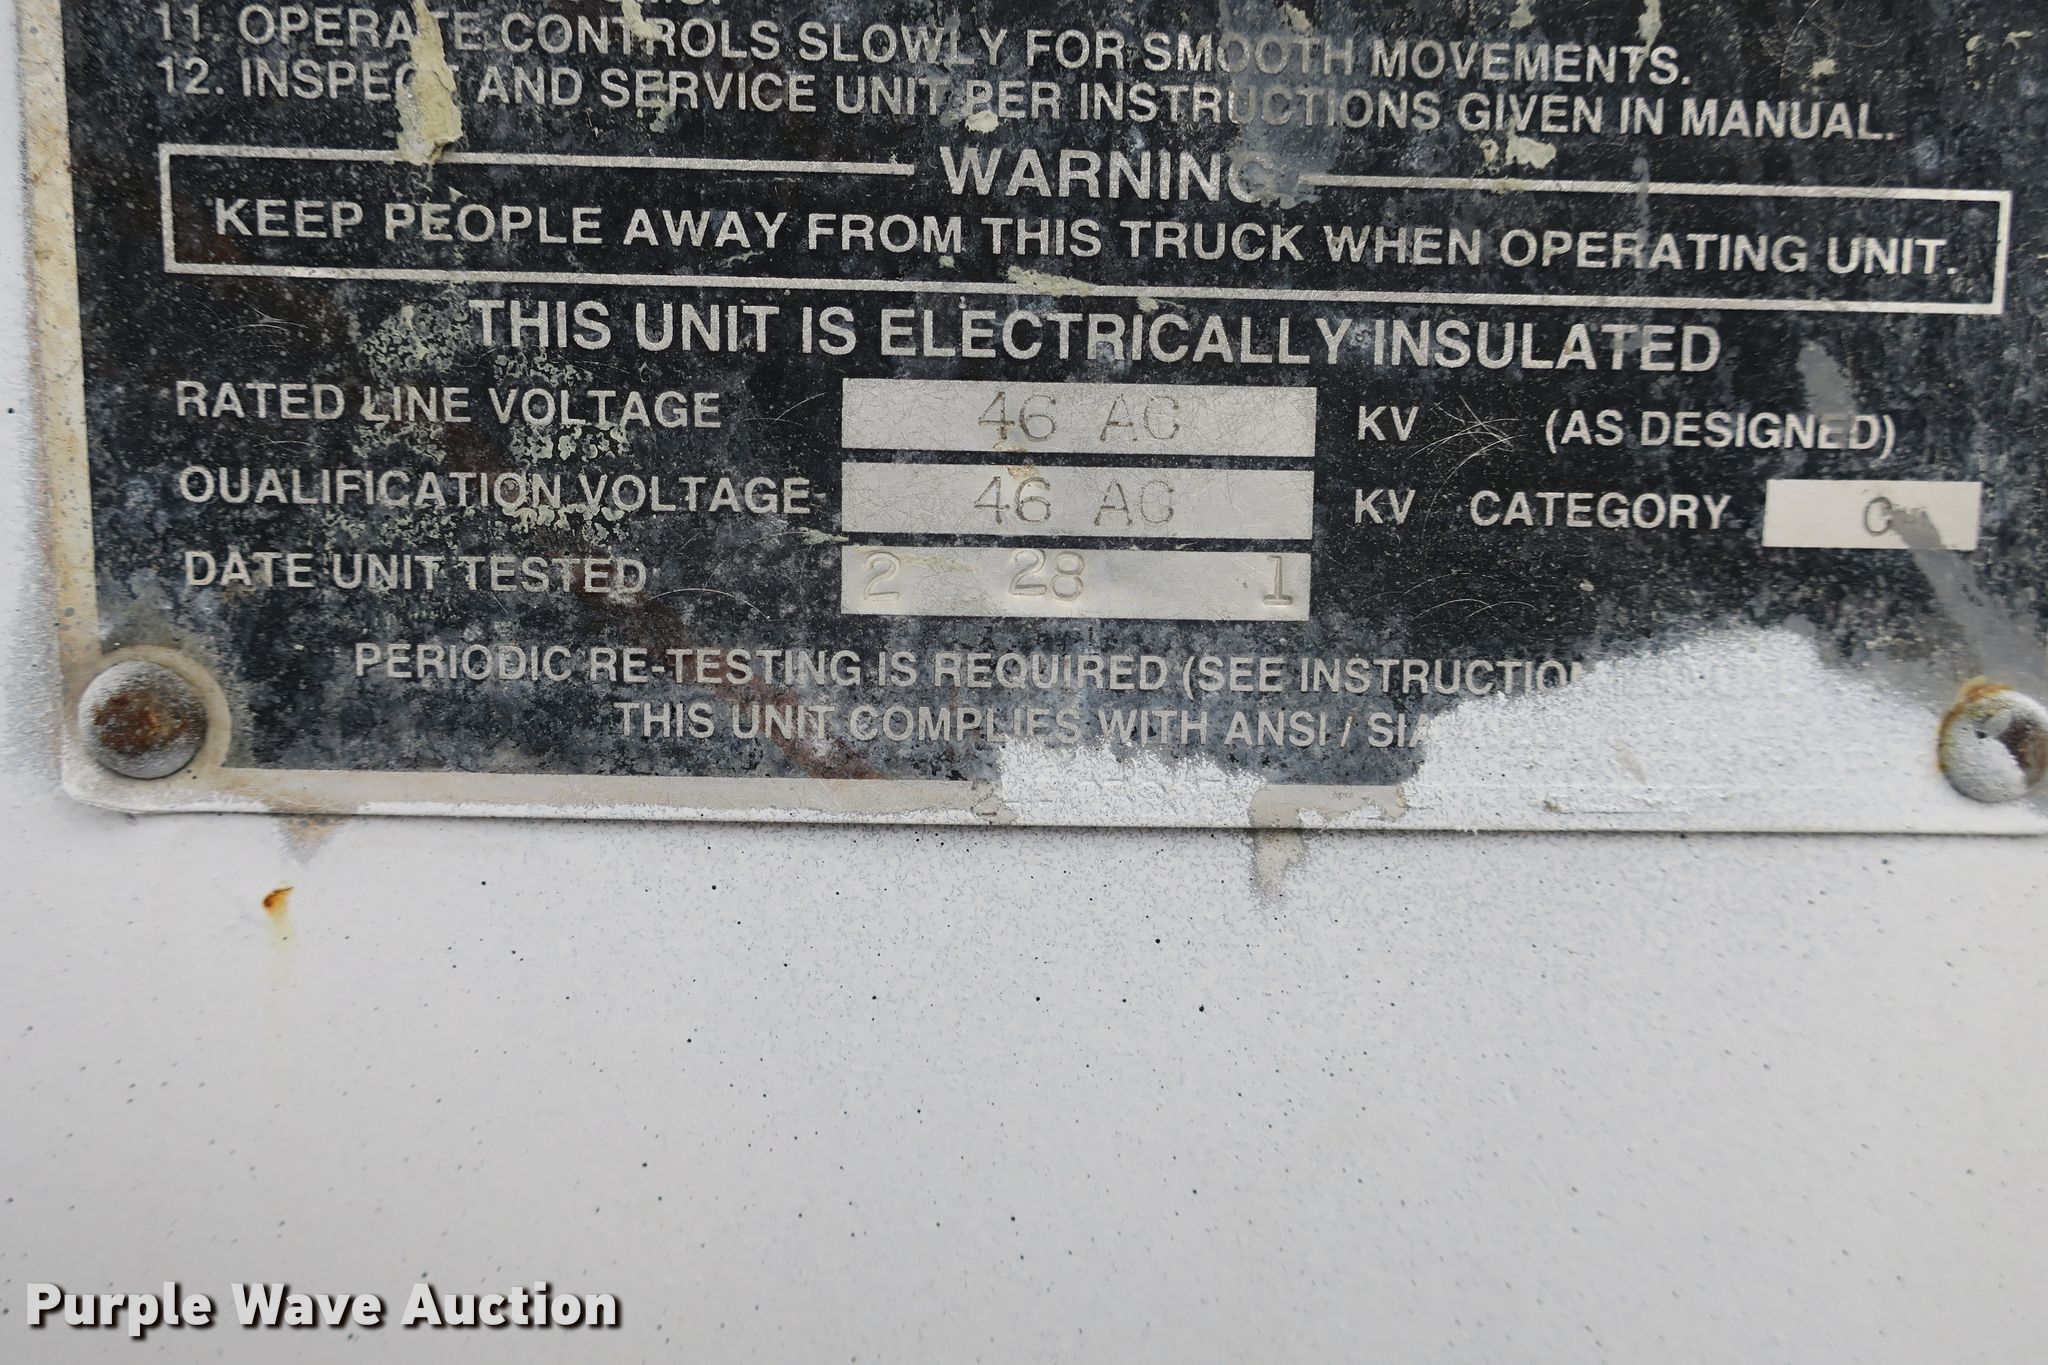 11. OPERATE CONTROLS SLOWLY FOR SMOOTH MOVEMENTS.
12. INSPECT AND SERVICE UNIT PER INSTRUCTIONS GIVEN IN MANUAL.
WARNING
KEEP PEOPLE AWAY FROM THIS TRUCK WHEN OPERATING UNIT.
THIS UNIT IS ELECTRICALLY INSULATED
RATED LINE VOLTAGE 46 AC KV (AS DESIGNED)
QUALIFICATION VOLTAGE 46 AC KV CATEGORY C
DATE UNIT TESTED 2 28 1
PERIODIC RE-TESTING IS REQUIRED (SEE INSTRUCTION
THIS UNIT COMPLIES WITH ANSI / SIA
Purple Wave Auction